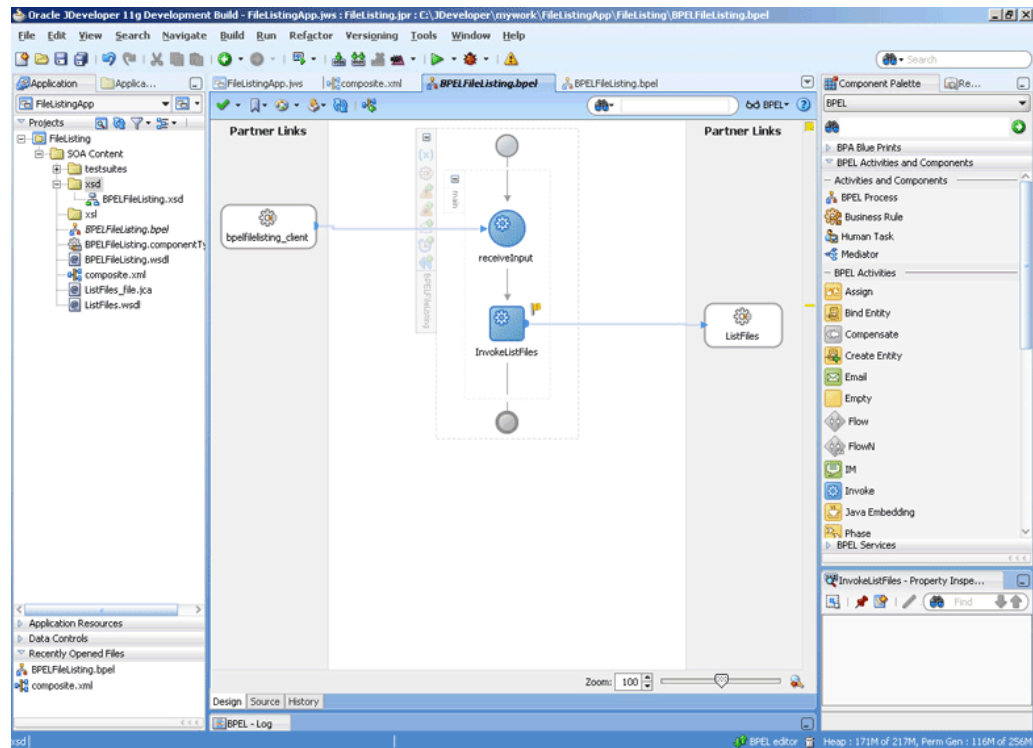 Oracle JDeveloper 11g Development Build - FileListingApp.jws : FileListing.jpr : C:\JDeveloper\mywork\FileListingApp\FileListing\BPELFileListing.bpel
File Edit View Search Navigate Build Run Refactor Versioning Tools Window Help
Search
Application
Applica...
FileListingApp.jws
composite.xml
BPELFileListing.bpel
BPELFileListing.bpel
Component Palette
Re...
FileListingApp
BPEL
BPEL
Projects
FileListing
SOA Content
testsuites
xsd
BPELFileListing.xsd
xsl
BPELFileListing.bpel
BPELFileListing.componentTy
BPELFileListing.wsdl
composite.xml
ListFiles_file.jca
ListFiles.wsdl
Application Resources
Data Controls
Recently Opened Files
BPELFileListing.bpel
composite.xml
Partner Links
Partner Links
bpelfilelisting_client
main
BPELFileListing
receiveInput
InvokeListFiles
ListFiles
Zoom: 100
Design Source History
BPEL - Log
BPA Blue Prints
BPEL Activities and Components
Activities and Components
BPEL Process
Business Rule
Human Task
Mediator
BPEL Activities
Assign
Bind Entity
Compensate
Create Entity
Email
Empty
Flow
FlowN
IM
Invoke
Java Embedding
Phase
BPEL Services
InvokeListFiles - Property Inspe...
Find
xsd
BPEL editor
Heap : 171M of 217M, Perm Gen : 116M of 256M